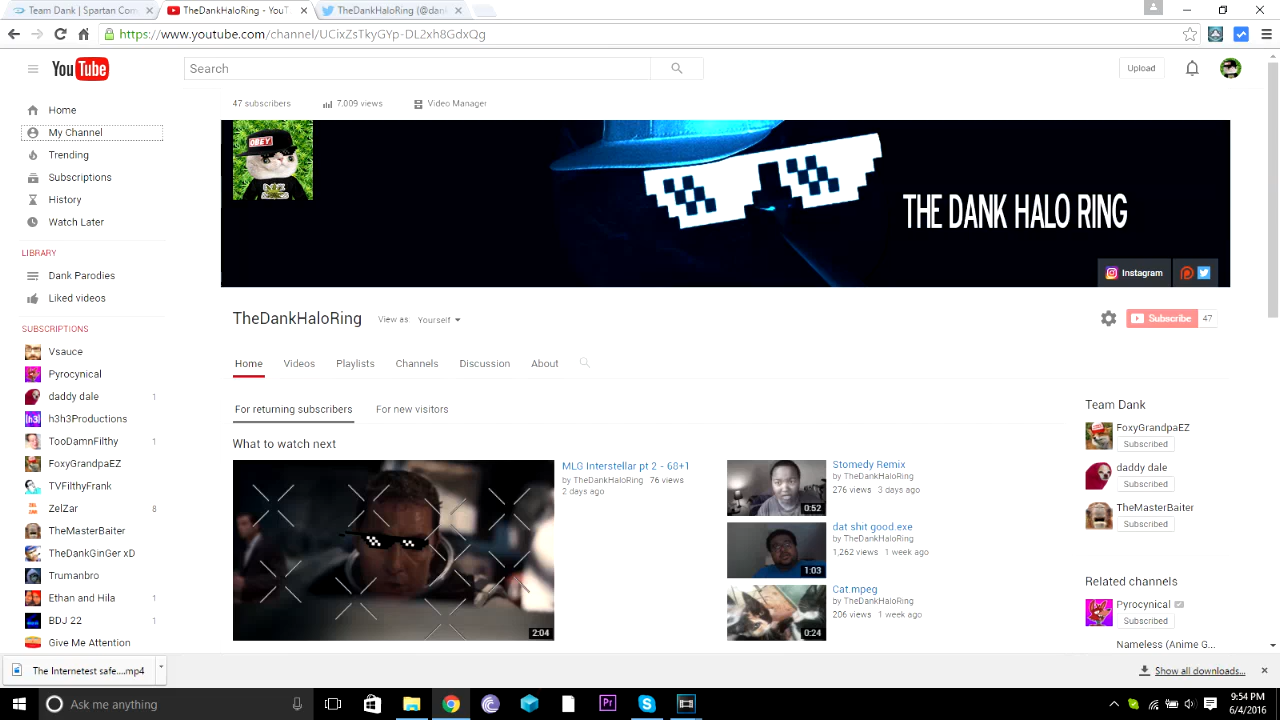 Team Dank | Spartan Com
TheDankHaloRing - YouT
TheDankHaloRing (@dan
https://www.youtube.com/channel/UCixZsTkyGYp-DL2xh8GdxQg
YouTube
Search
Upload
47 subscribers
7,009 views
Video Manager
Home
My Channel
Trending
Subscriptions
History
Watch Later
LIBRARY
Dank Parodies
Liked videos
SUBSCRIPTIONS
Vsauce
Pyrocynical
daddy dale 1
h3h3Productions
TooDamnFilthy 1
FoxyGrandpaEZ
TVFilthyFrank
ZelZar 8
TheMasterBaiter
TheDankGinGer xD
Trumanbro
Ethan and Hila 1
BDJ 22 1
Give Me Attention
OBEY
THE DANK HALO RING
Instagram
TheDankHaloRing
View as Yourself
Subscribe 47
Home Videos Playlists Channels Discussion About
For returning subscribers
For new visitors
What to watch next
2:04
MLG Interstellar pt 2 - 68+1
by TheDankHaloRing 76 views
2 days ago
0:52
Stomedy Remix
by TheDankHaloRing
276 views 3 days ago
1:03
dat shit good.exe
by TheDankHaloRing
1,262 views 1 week ago
0:24
Cat.mpeg
by TheDankHaloRing
206 views 1 week ago
Team Dank
FoxyGrandpaEZ
Subscribed
daddy dale
Subscribed
TheMasterBaiter
Subscribed
Related channels
Pyrocynical
Subscribed
Nameless (Anime G...
The Internetest safe....mp4
Show all downloads...
Ask me anything
Pr
9:54 PM
6/4/2016